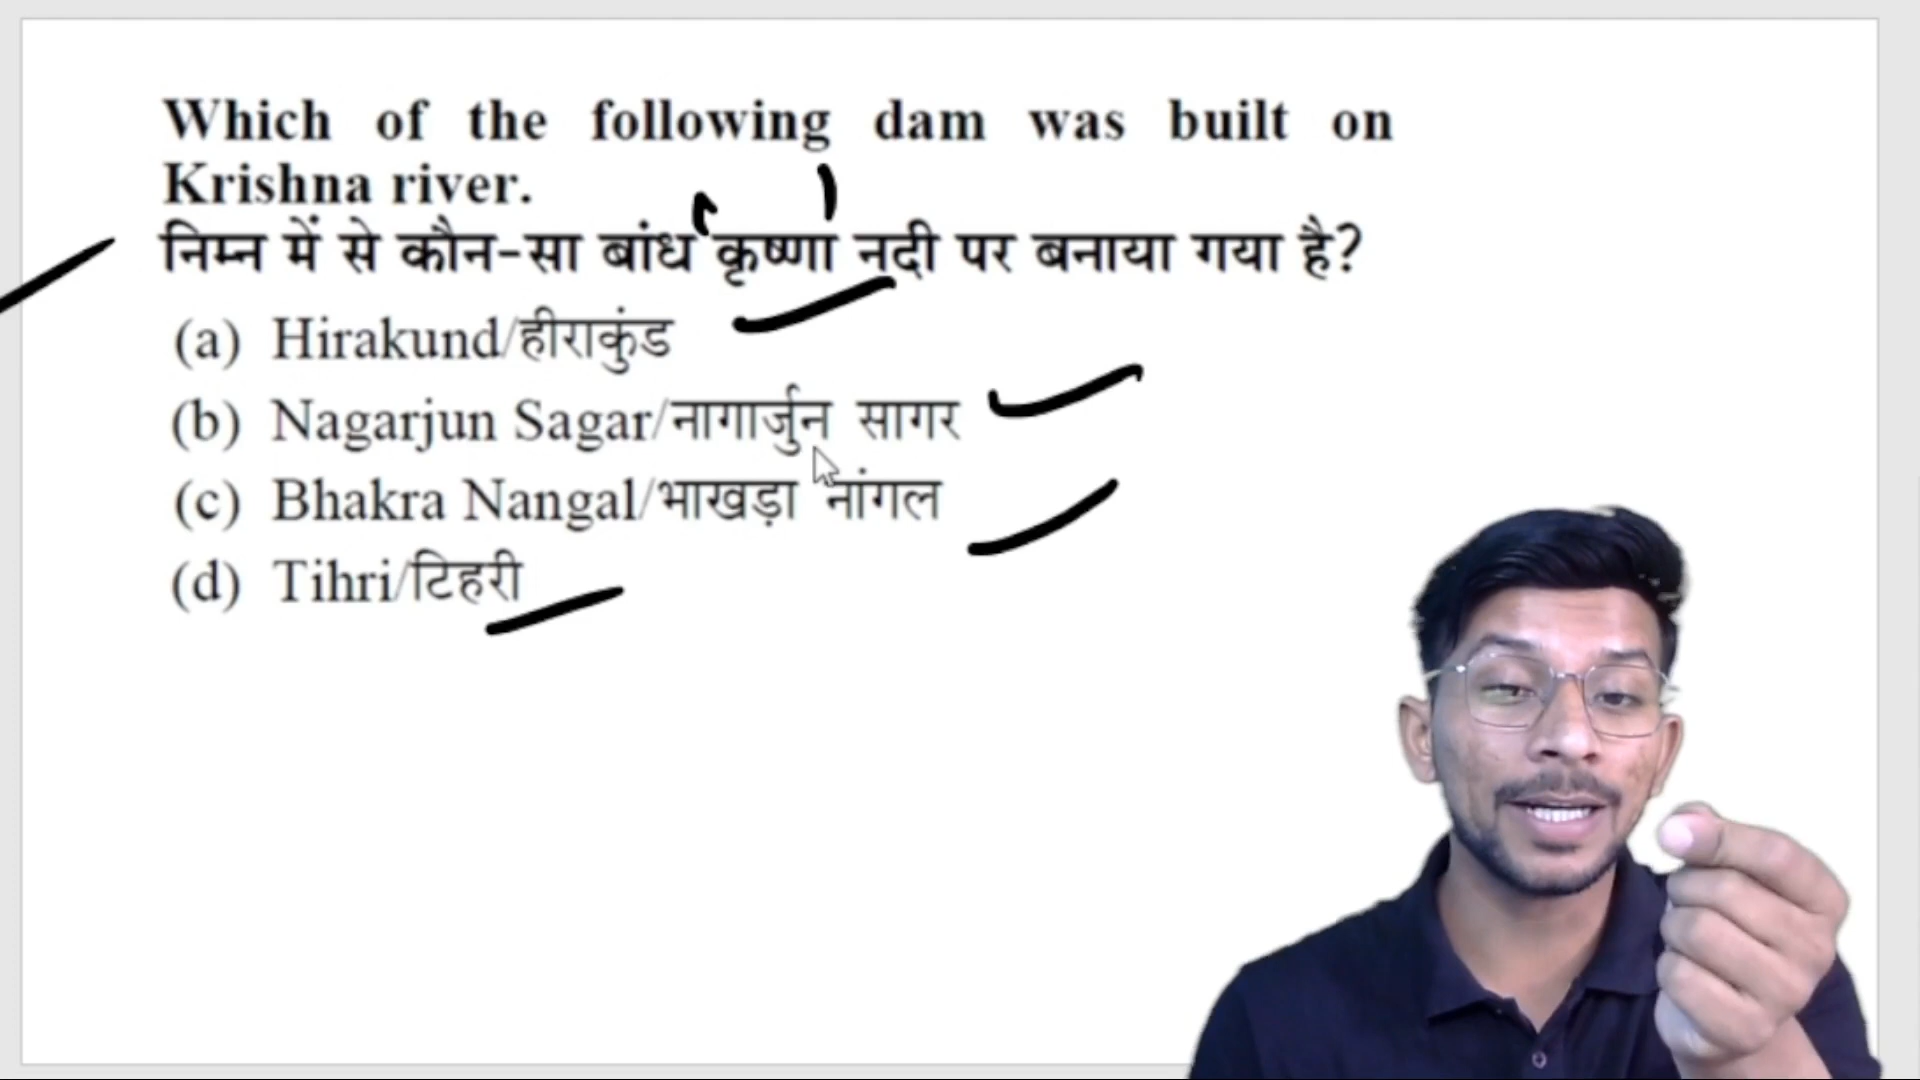 Which of the following dam was built on
Krishna river.
निम्न में से कौन-सा बांध कृष्णा नदी पर बनाया गया है?
(a) Hirakund/हीराकुंड
(b) Nagarjun Sagar/नागार्जुन सागर
(c) Bhakra Nangal/भाखड़ा नांगल
(d) Tihri/टिहरी